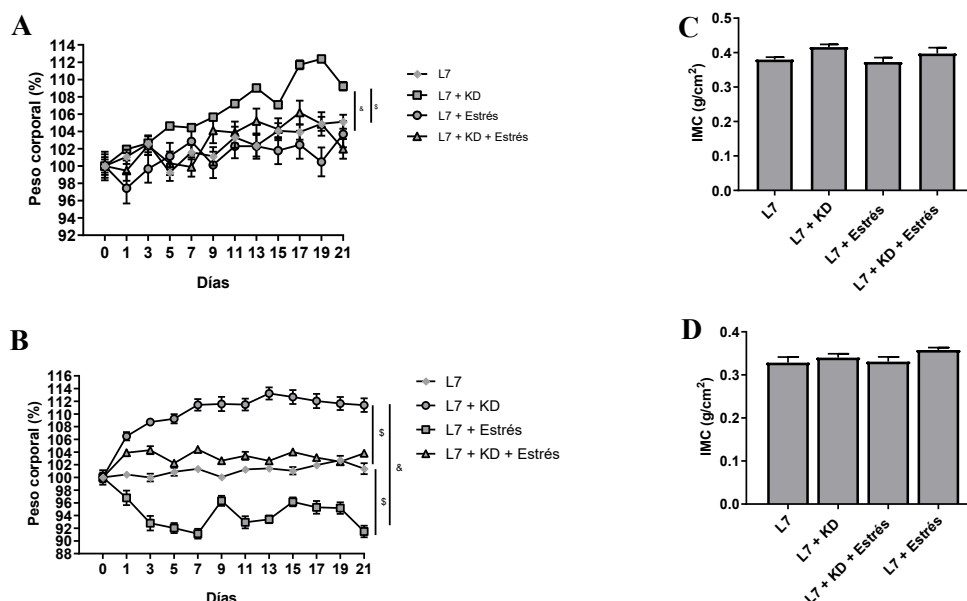 A
Peso corporal (%)
114
112
110
108
106
104
102
100
98
96
94
92
0 1 3 5 7 9 11 13 15 17 19 21
Días
L7
L7 + KD
L7 + Estrés
L7 + KD + Estrés
& $
C
IMC (g/cm²)
0.6
0.4
0.2
0.0
L7
L7 + KD
L7 + Estrés
L7 + KD + Estrés
B
Peso corporal (%)
116
114
112
110
108
106
104
102
100
98
96
94
92
90
88
0 1 3 5 7 9 11 13 15 17 19 21
Días
L7
L7 + KD
L7 + Estrés
L7 + KD + Estrés
$
&
$
D
IMC (g/cm²)
0.4
0.3
0.2
0.1
0.0
L7
L7 + KD
L7 + KD + Estrés
L7 + Estrés